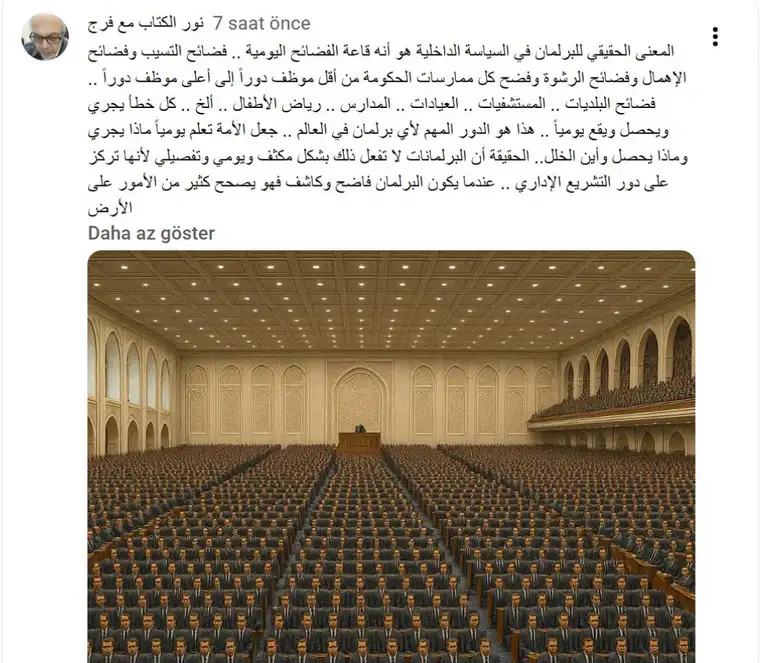 نور الكتاب مع فرج 7 saat önce
المعنى الحقيقي للبرلمان في السياسة الداخلية هو أنه قاعة الفضائح اليومية .. فضائح التسيب وفضائح
الإهمال وفضائح الرشوة وفضح كل ممارسات الحكومة من أقل موظف دوراً إلى أعلى موظف دوراً ..
فضائح البلديات .. المستشفيات .. العيادات .. المدارس .. رياض الأطفال .. ألخ .. كل خطأ يجري
ويحصل ويقع يومياً .. هذا هو الدور المهم لأي برلمان في العالم .. جعل الأمة تعلم يومياً ماذا يجري
وماذا يحصل وأين الخلل.. الحقيقة أن البرلمانات لا تفعل ذلك بشكل مكثف ويومي وتفصيلي لأنها تركز
على دور التشريع الإداري .. عندما يكون البرلمان فاضح وكاشف فهو يصحح كثير من الأمور على
الأرض
Daha az göster